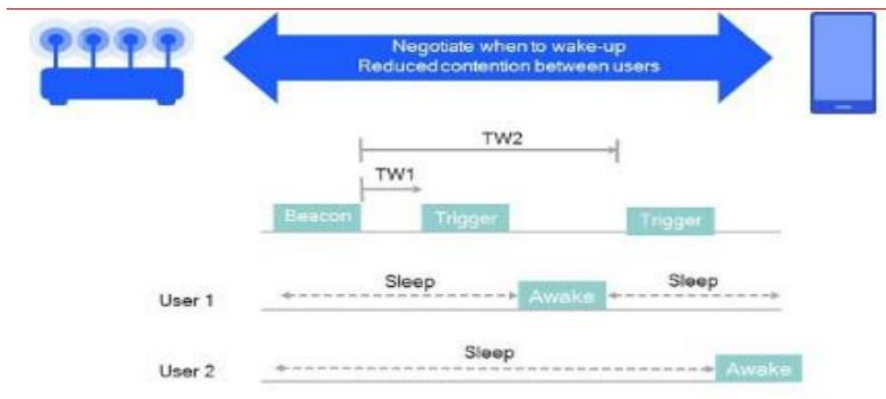 Negotiate when to wake-up
Reduced contention between users
TW2
TW1
Beacon Trigger Trigger
Sleep Awake Sleep
User 1
Sleep Awake
User 2